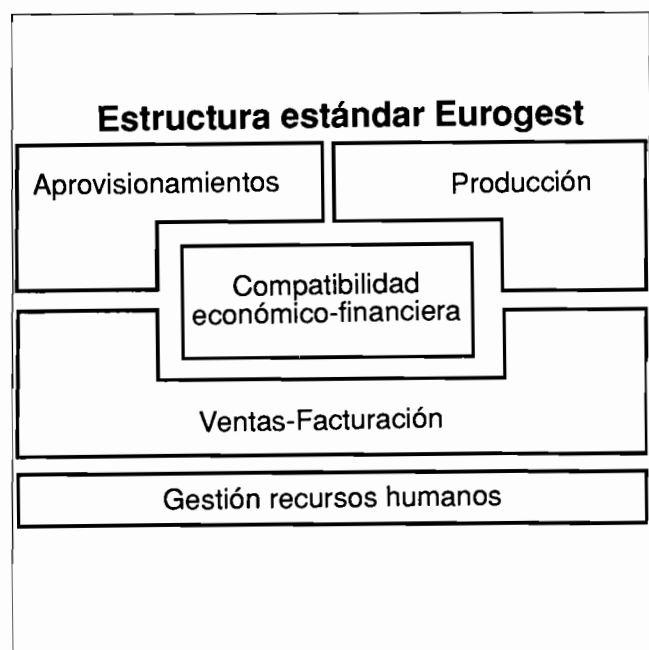 Estructura estándar Eurogest
Aprovisionamientos
Producción
Compatibilidad
económico-financiera
Ventas-Facturación
Gestión recursos humanos